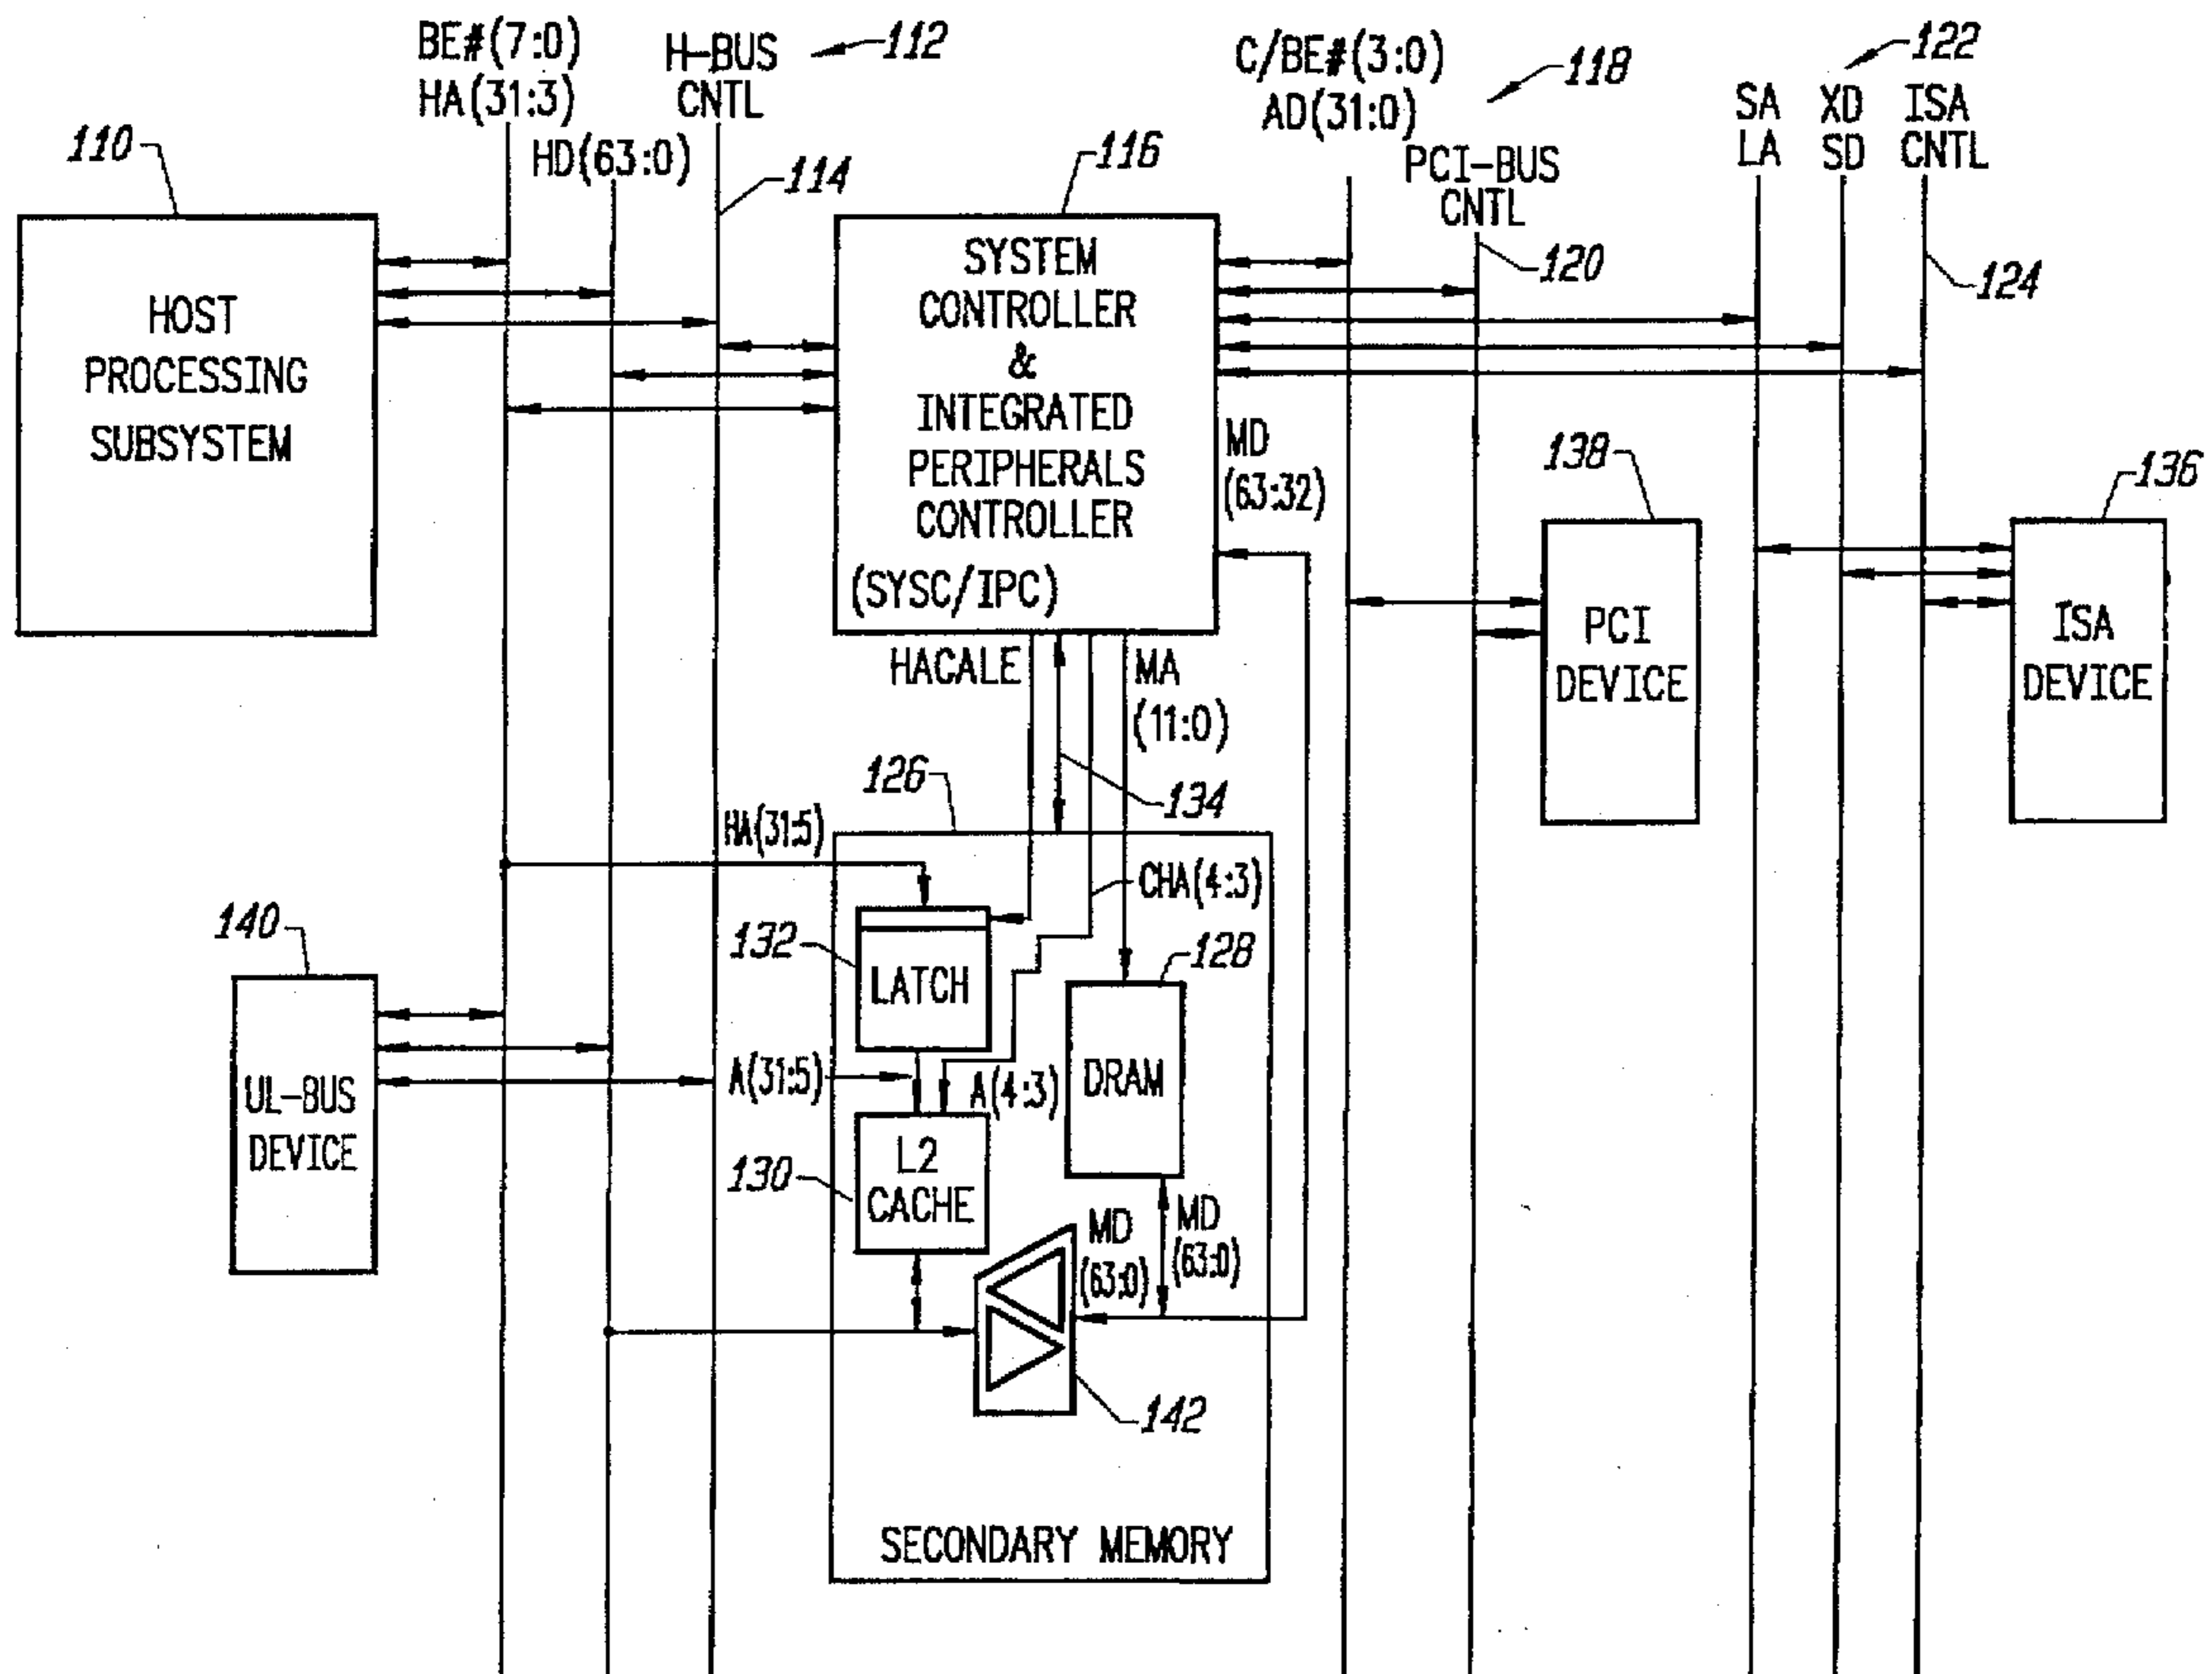 BE#(7:0)
HA(31:3)
HD(63:0)
H-BUS
CNTL
112
114
C/BE#(3:0)
AD(31:0)
118
PCI-BUS
CNTL
120
SA
LA
XD
SD
ISA
CNTL
122
124
110
HOST
PROCESSING
SUBSYSTEM
116
SYSTEM
CONTROLLER
&
INTEGRATED
PERIPHERALS
CONTROLLER
(SYSC/IPC)
MD
(63:32)
138
PCI
DEVICE
136
ISA
DEVICE
HACALE
MA
(11:0)
134
126
HA(31:5)
CHA(4:3)
132
LATCH
128
DRAM
140
UL-BUS
DEVICE
A(31:5)
A(4:3)
130
L2
CACHE
MD
(63:0)
MD
(63:0)
142
SECONDARY MEMORY